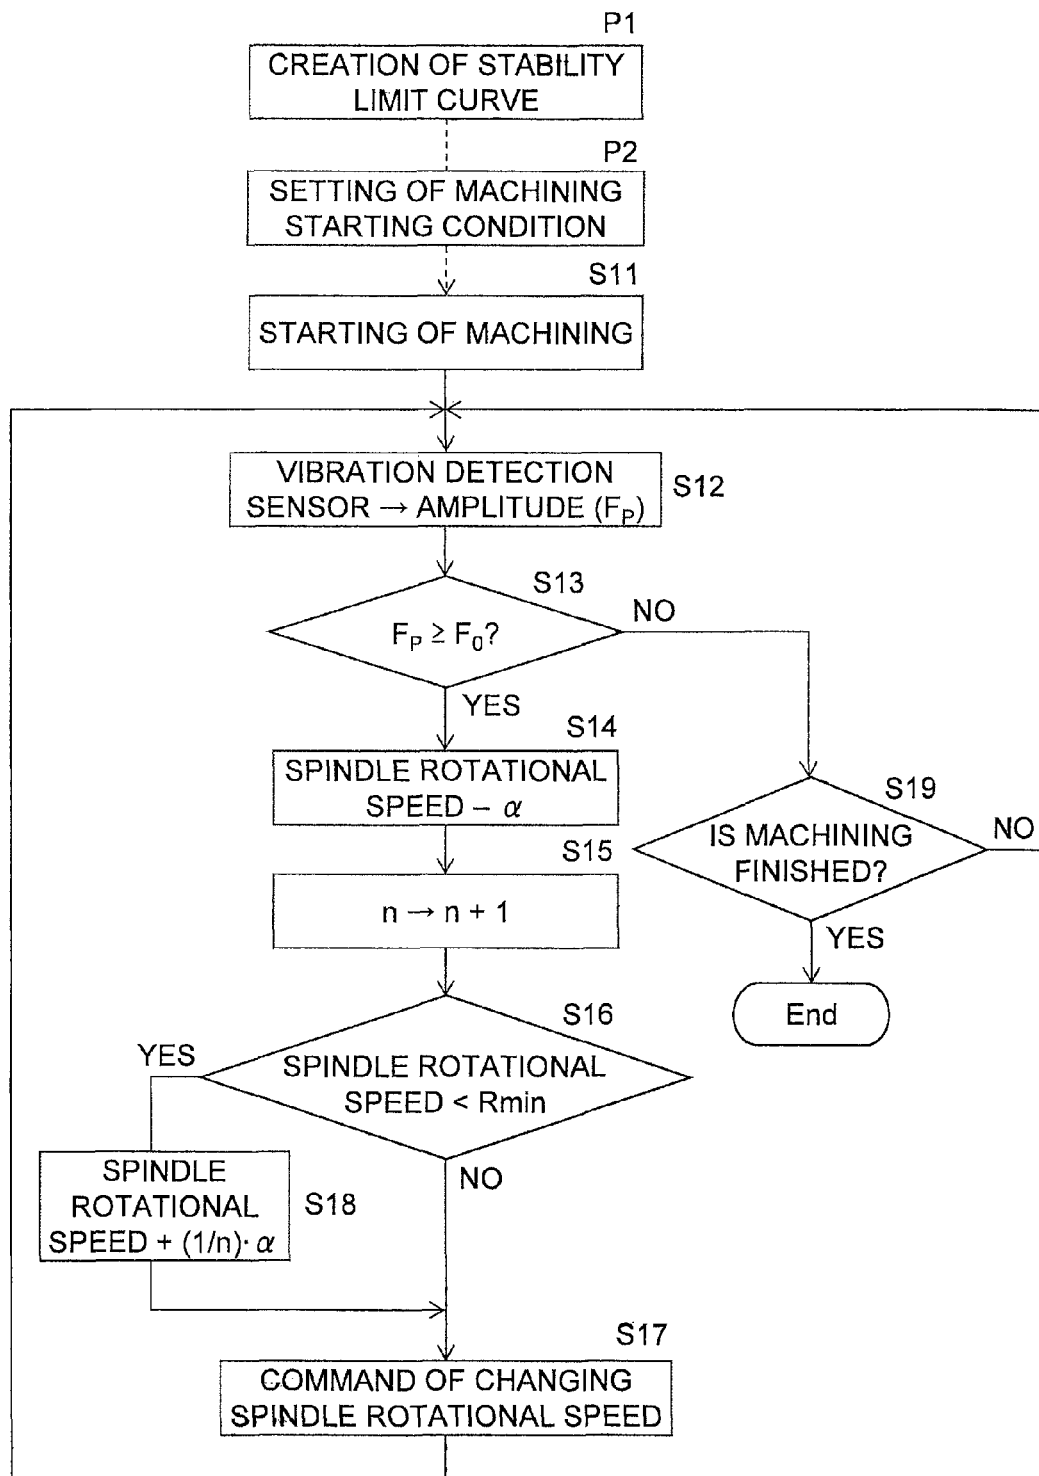 P1
CREATION OF STABILITY
LIMIT CURVE
P2
SETTING OF MACHINING
STARTING CONDITION
S11
STARTING OF MACHINING
VIBRATION DETECTION
SENSOR → AMPLITUDE (F_P)
S12
S13
F_P ≥ F_0?
NO
YES
S14
SPINDLE ROTATIONAL
SPEED – α
S15
n → n + 1
S19
IS MACHINING
FINISHED?
NO
YES
End
S16
SPINDLE ROTATIONAL
SPEED < Rmin
YES
NO
SPINDLE
ROTATIONAL
SPEED + (1/n)· α
S18
S17
COMMAND OF CHANGING
SPINDLE ROTATIONAL SPEED